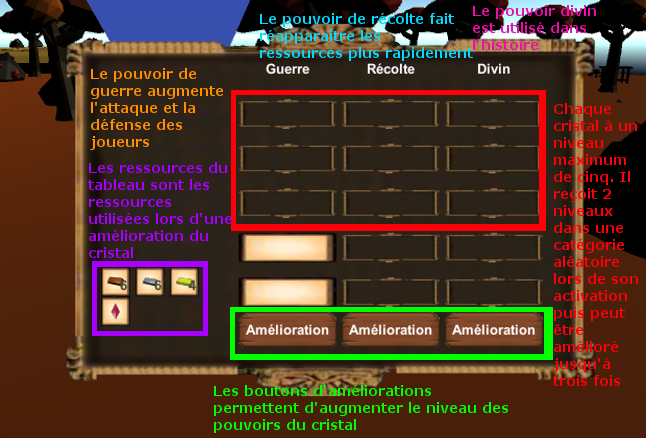 Le pouvoir de récolte fait
réapparaitre les
ressources plus rapidement
Le pouvoir divin
est utilisé dans
l'histoire
Guerre
Récolte
Divin
Le pouvoir de
guerre augmente
l'attaque et la
défense des
joueurs
Les ressources du
tableau sont les
ressources
utilisées lors d'une
amélioration du
cristal
Chaque
cristal à un
niveau
maximum
de cinq. Il
reçoit 2
niveaux
dans une
catégorie
aléatoire
lors de son
activation
puis peut
être
amélioré
jusqu'à
trois fois
Amélioration
Amélioration
Amélioration
Les boutons d'améliorations
permettent d'augmenter le niveau des
pouvoirs du cristal